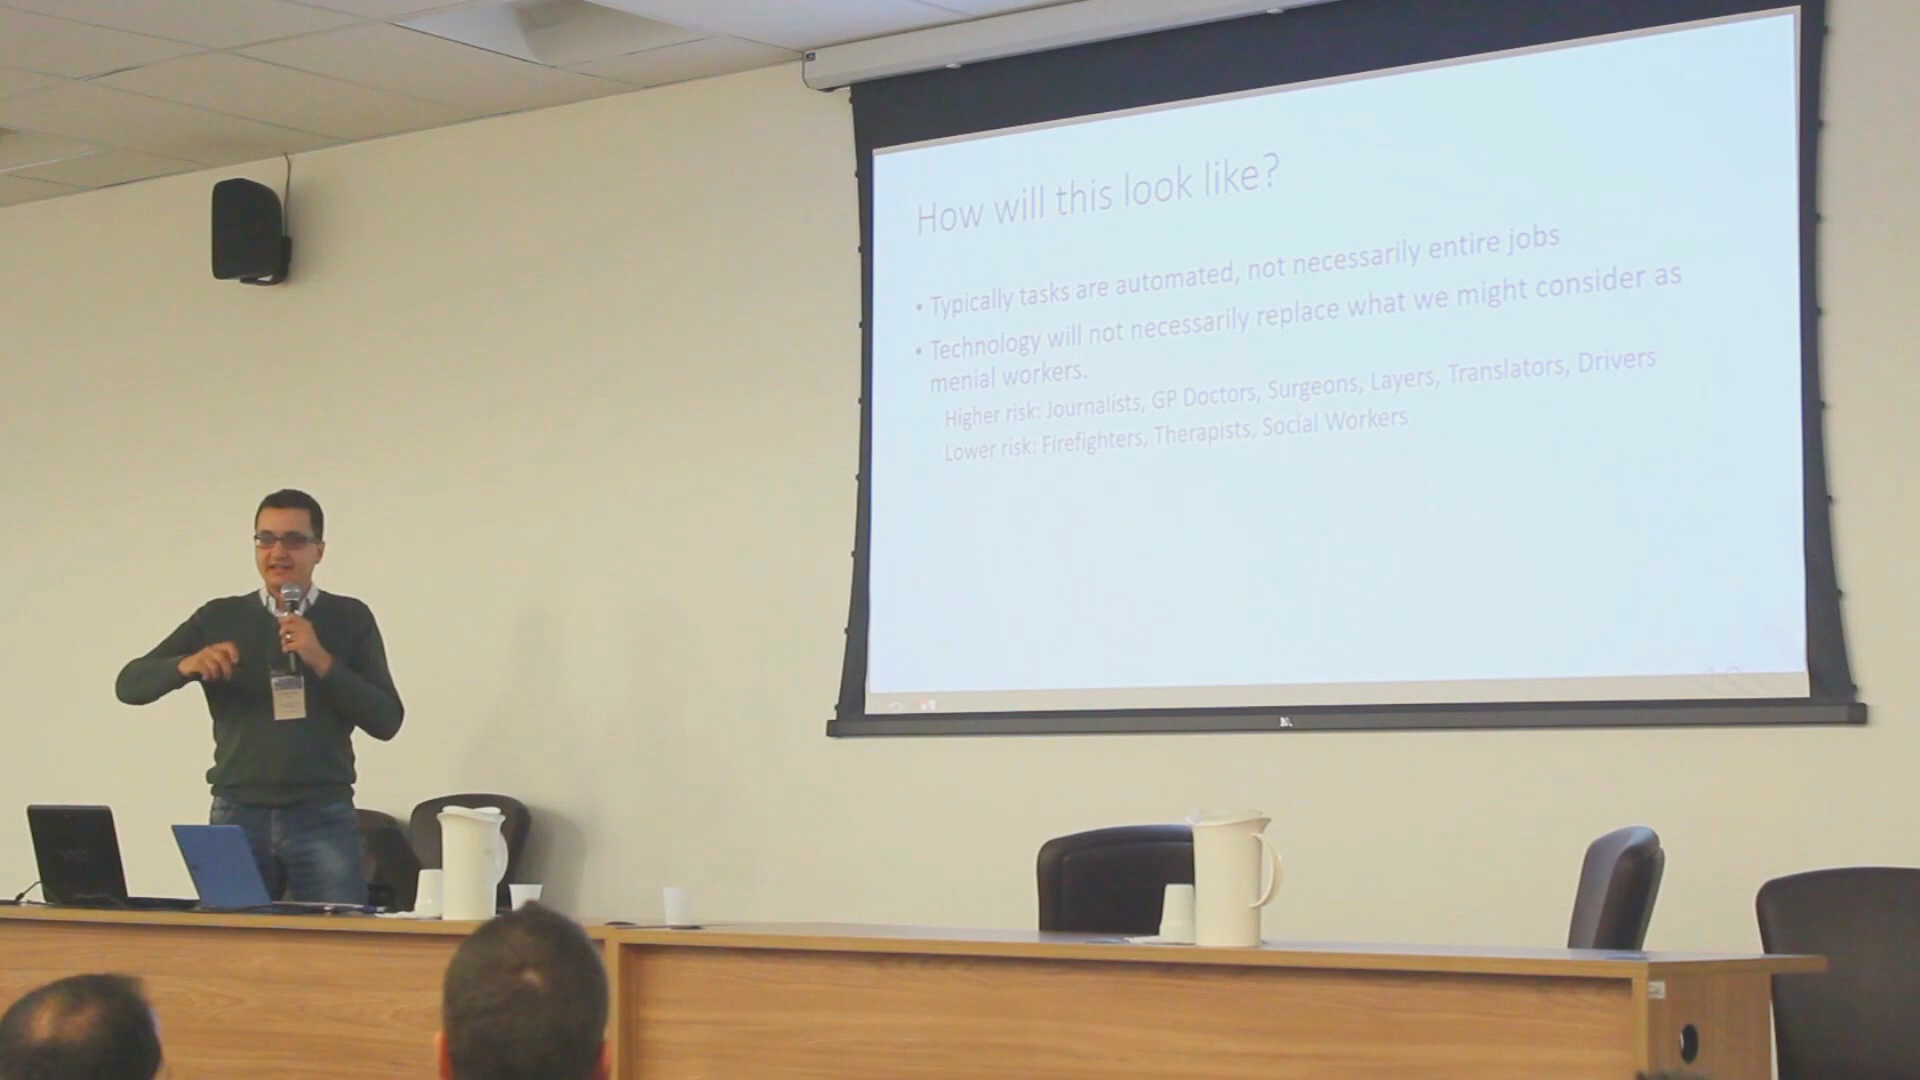 How will this look like?
• Typically tasks are automated, not necessarily entire jobs
• Technology will not necessarily replace what we might consider as
menial workers.
Higher risk: Journalists, GP Doctors, Surgeons, Layers, Translators, Drivers
Lower risk: Firefighters, Therapists, Social Workers